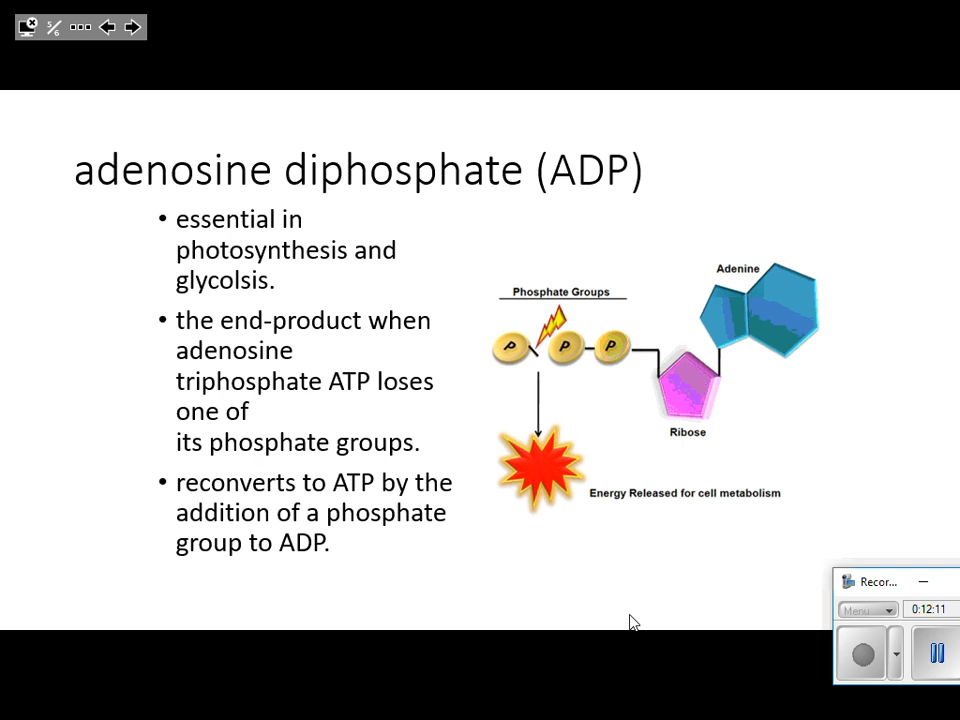 5/6
adenosine diphosphate (ADP)
• essential in
photosynthesis and
glycolsis.
• the end-product when
adenosine
triphosphate ATP loses
one of
its phosphate groups.
• reconverts to ATP by the
addition of a phosphate
group to ADP.
Adenine
Phosphate Groups
P P P
Ribose
Energy Released for cell metabolism
Recor...
Menu
0:12:11